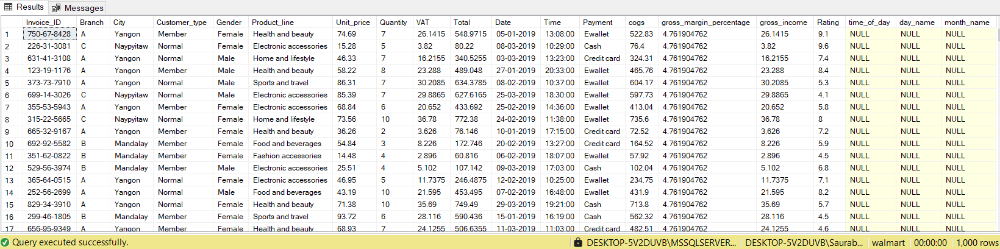 Results Messages
Invoice_ID Branch City Customer_type Gender Product_line Unit_price Quantity VAT Total Date Time Payment cogs gross_margin_percentage gross_income Rating time_of_day day_name month_name
1 750-67-8428 A Yangon Member Female Health and beauty 74.69 7 26.1415 548.9715 05-01-2019 13:08:00 Ewallet 522.83 4.761904762 26.1415 9.1 NULL NULL NULL
2 226-31-3081 C Naypyitaw Normal Female Electronic accessories 15.28 5 3.82 80.22 08-03-2019 10:29:00 Cash 76.4 4.761904762 3.82 9.6 NULL NULL NULL
3 631-41-3108 A Yangon Normal Male Home and lifestyle 46.33 7 16.2155 340.5255 03-03-2019 13:23:00 Credit card 324.31 4.761904762 16.2155 7.4 NULL NULL NULL
4 123-19-1176 A Yangon Member Male Health and beauty 58.22 8 23.288 489.048 27-01-2019 20:33:00 Ewallet 465.76 4.761904762 23.288 8.4 NULL NULL NULL
5 373-73-7910 A Yangon Normal Male Sports and travel 86.31 7 30.2085 634.3785 08-02-2019 10:37:00 Ewallet 604.17 4.761904762 30.2085 5.3 NULL NULL NULL
6 699-14-3026 C Naypyitaw Normal Male Electronic accessories 85.39 7 29.8865 627.6165 25-03-2019 18:30:00 Ewallet 597.73 4.761904762 29.8865 4.1 NULL NULL NULL
7 355-53-5943 A Yangon Member Female Electronic accessories 68.84 6 20.652 433.692 25-02-2019 14:36:00 Ewallet 413.04 4.761904762 20.652 5.8 NULL NULL NULL
8 315-22-5665 C Naypyitaw Normal Female Home and lifestyle 73.56 10 36.78 772.38 24-02-2019 11:38:00 Ewallet 735.6 4.761904762 36.78 8 NULL NULL NULL
9 665-32-9167 A Yangon Member Female Health and beauty 36.26 2 3.626 76.146 10-01-2019 17:15:00 Credit card 72.52 4.761904762 3.626 7.2 NULL NULL NULL
10 692-92-5582 B Mandalay Member Female Food and beverages 54.84 3 8.226 172.746 20-02-2019 13:27:00 Credit card 164.52 4.761904762 8.226 5.9 NULL NULL NULL
11 351-62-0822 B Mandalay Member Female Fashion accessories 14.48 4 2.896 60.816 06-02-2019 18:07:00 Ewallet 57.92 4.761904762 2.896 4.5 NULL NULL NULL
12 529-56-3974 B Mandalay Member Male Electronic accessories 25.51 4 5.102 107.142 09-03-2019 17:03:00 Cash 102.04 4.761904762 5.102 6.8 NULL NULL NULL
13 365-64-0515 A Yangon Normal Female Electronic accessories 46.95 5 11.7375 246.4875 12-02-2019 10:25:00 Ewallet 234.75 4.761904762 11.7375 7.1 NULL NULL NULL
14 252-56-2699 A Yangon Normal Male Food and beverages 43.19 10 21.595 453.495 07-02-2019 16:48:00 Ewallet 431.9 4.761904762 21.595 8.2 NULL NULL NULL
15 829-34-3910 A Yangon Normal Female Health and beauty 71.38 10 35.69 749.49 29-03-2019 19:21:00 Cash 713.8 4.761904762 35.69 5.7 NULL NULL NULL
16 299-46-1805 B Mandalay Member Female Sports and travel 93.72 6 28.116 590.436 15-01-2019 16:19:00 Cash 562.32 4.761904762 28.116 4.5 NULL NULL NULL
17 656-95-9349 A Yangon Member Female Health and beauty 68.93 7 24.1255 506.6355 11-03-2019 11:03:00 Credit card 482.51 4.761904762 24.1255 4.6 NULL NULL NULL
Query executed successfully. DESKTOP-5V2DUVB\MSSQLSERVER... DESKTOP-5V2DUVB\Saurab... walmart 00:00:00 1,000 rows